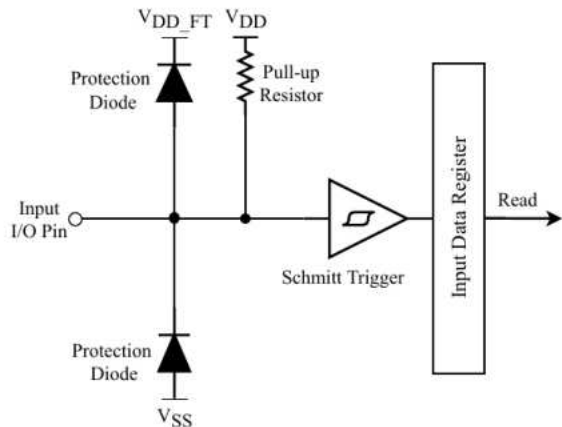 VDD_FT
VDD
Protection
Diode
Pull-up
Resistor
Input
I/O Pin
Schmitt Trigger
Input Data Register
Read
Protection
Diode
VSS